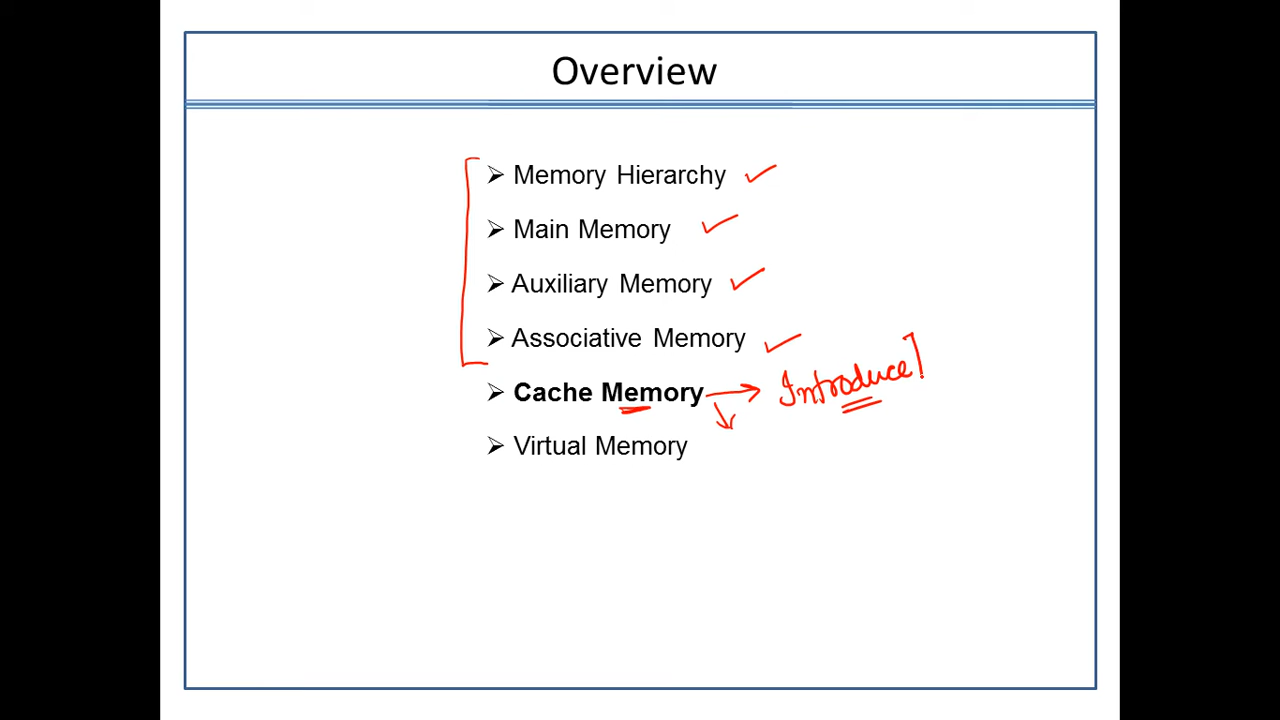 Overview
Memory Hierarchy
Main Memory
Auxiliary Memory
Associative Memory
Cache Memory → Introduce
Virtual Memory